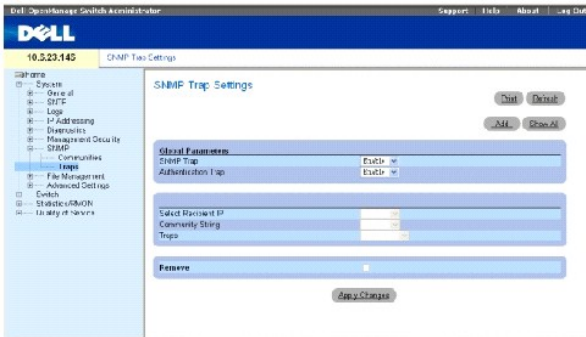 Dell OpenManage Switch Administrator Support Help About Log Out
DELL
10.6.23.145 SNMP Trap Settings
Home
System
General
SNTP
Logs
IP Addressing
Diagnostics
Management Security
SNMP
Communities
Traps
File Management
Advanced Settings
Switch
Statistics/RMON
Quality of Service
SNMP Trap Settings
Print Refresh
Add Show All
Global Parameters
SNMP Trap Enable
Authentication Trap Enable
Select Recipient IP
Community String
Traps
Remove
Apply Changes